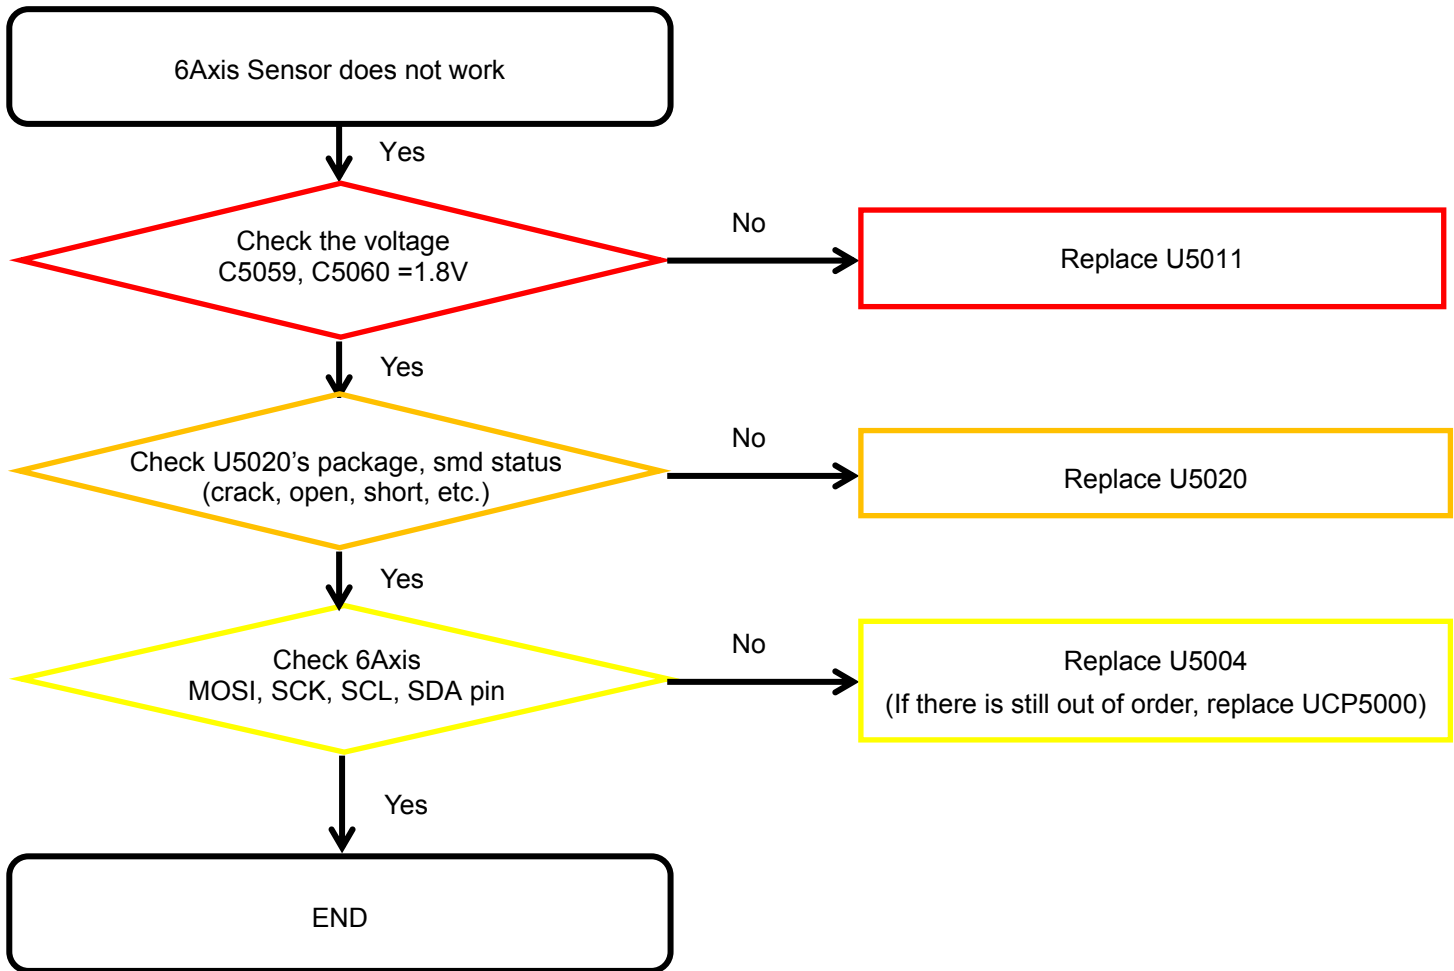 6Axis Sensor does not work
Yes
Check the voltage
C5059, C5060 =1.8V
No
Replace U5011
Yes
Check U5020’s package, smd status
(crack, open, short, etc.)
No
Replace U5020
Yes
Check 6Axis
MOSI, SCK, SCL, SDA pin
No
Replace U5004
(If there is still out of order, replace UCP5000)
Yes
END